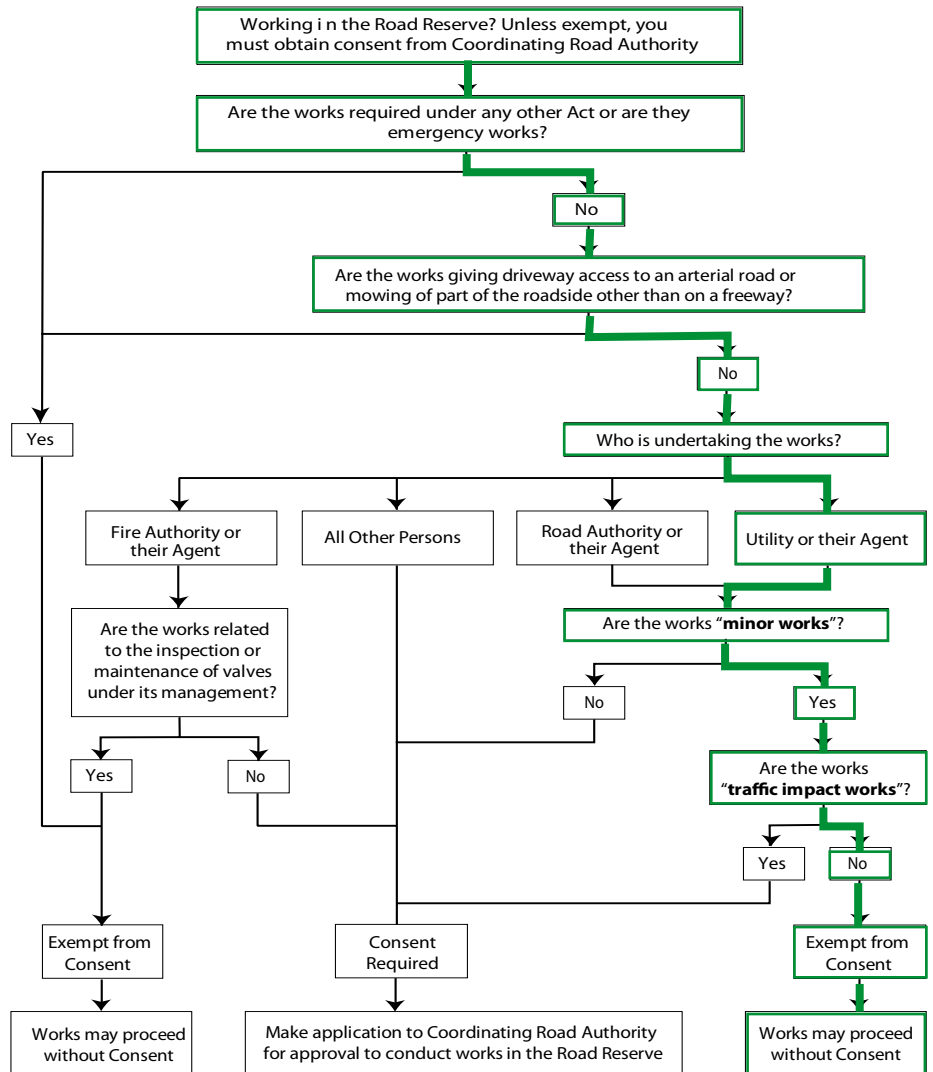 Working i n the Road Reserve? Unless exempt, you
must obtain consent from Coordinating Road Authority
Are the works required under any other Act or are they
emergency works?
No
Are the works giving driveway access to an arterial road or
mowing of part of the roadside other than on a freeway?
No
Yes
Who is undertaking the works?
Fire Authority or
their Agent
All Other Persons
Road Authority or
their Agent
Utility or their Agent
Are the works
related
to the inspection or
maintenance of valves
under its management?
Are the works “minor works”?
No
Yes
Yes
No
Are the works
“traffic impact works”?
Yes
No
Exempt from
Consent
Consent
Required
Exempt from
Consent
Works may proceed
without Consent
Make application to Coordinating Road Authority
for approval to conduct works in the Road Reserve
Works may proceed
without Consent